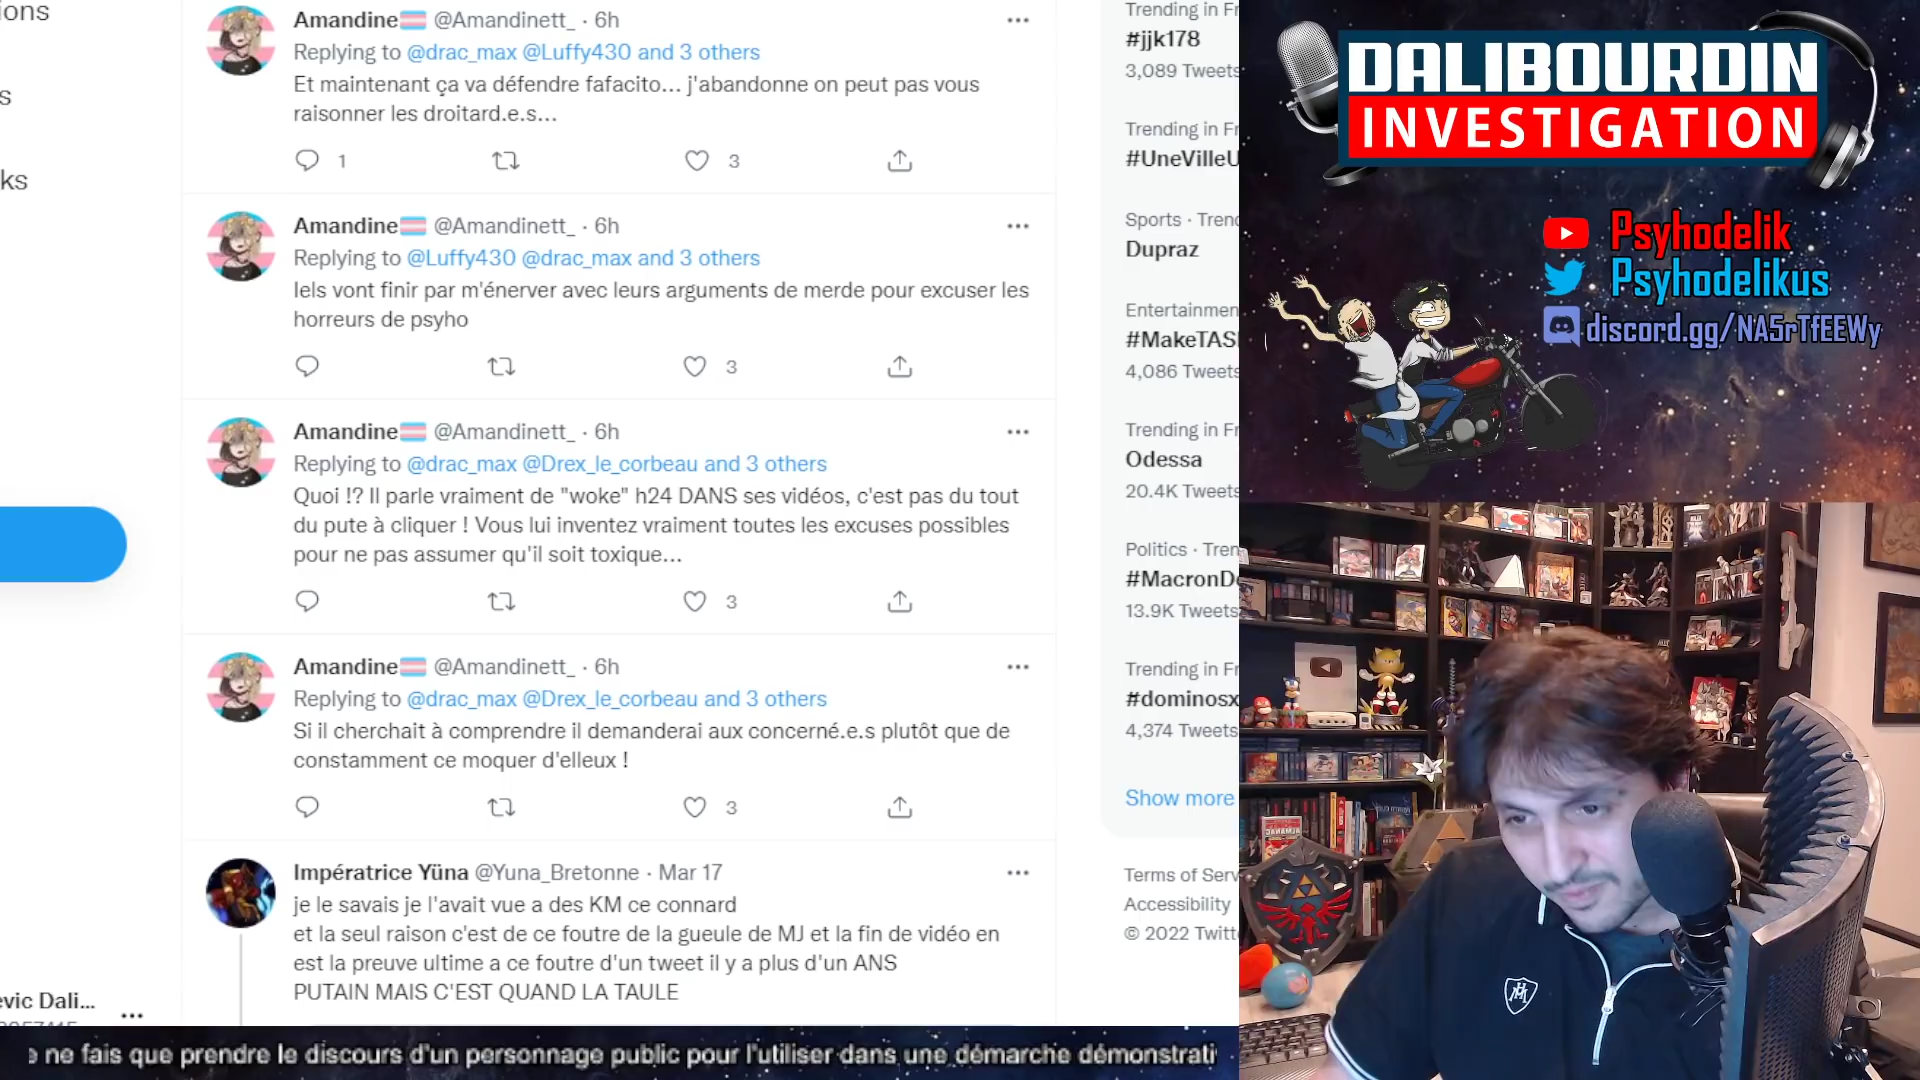 ions
s
ks
Amandine @Amandinett_ · 6h
Replying to @drac_max @Luffy430 and 3 others
Et maintenant ça va défendre fafacito... j'abandonne on peut pas vous
raisonner les droitard.e.s...
1
3
Amandine @Amandinett_ · 6h
Replying to @Luffy430 @drac_max and 3 others
Iels vont finir par m'énerver avec leurs arguments de merde pour excuser les
horreurs de psyho
3
Amandine @Amandinett_ · 6h
Replying to @drac_max @Drex_le_corbeau and 3 others
Quoi !? Il parle vraiment de "woke" h24 DANS ses vidéos, c'est pas du tout
du pute à cliquer ! Vous lui inventez vraiment toutes les excuses possibles
pour ne pas assumer qu'il soit toxique...
3
Amandine @Amandinett_ · 6h
Replying to @drac_max @Drex_le_corbeau and 3 others
Si il cherchait à comprendre il demanderai aux concerné.e.s plutôt que de
constamment ce moquer d'elleux !
3
Impératrice Yüna @Yuna_Bretonne · Mar 17
je le savais je l'avait vue a des KM ce connard
et la seul raison c'est de ce foutre de la gueule de MJ et la fin de vidéo en
est la preuve ultime a ce foutre d'un tweet il y a plus d'un ANS
PUTAIN MAIS C'EST QUAND LA TAULE
evic Dali...
Trending in Fr
#jjk178
3,089 Tweets
Trending in Fr
#UneVilleU
Sports · Trend
Dupraz
Entertainmen
#MakeTAS
4,086 Tweets
Trending in Fr
Odessa
20.4K Tweets
Politics · Tren
#MacronDe
13.9K Tweets
Trending in Fr
#dominosx
4,374 Tweets
Show more
Terms of Serv
Accessibility
© 2022 Twitte
DALIBOURDIN
INVESTIGATION
Psyhodelik
Psyhodelikus
discord.gg/NA5rTfEEWy
e ne fais que prendre le discours d'un personnage public pour l'utiliser dans une démarche démonstrati